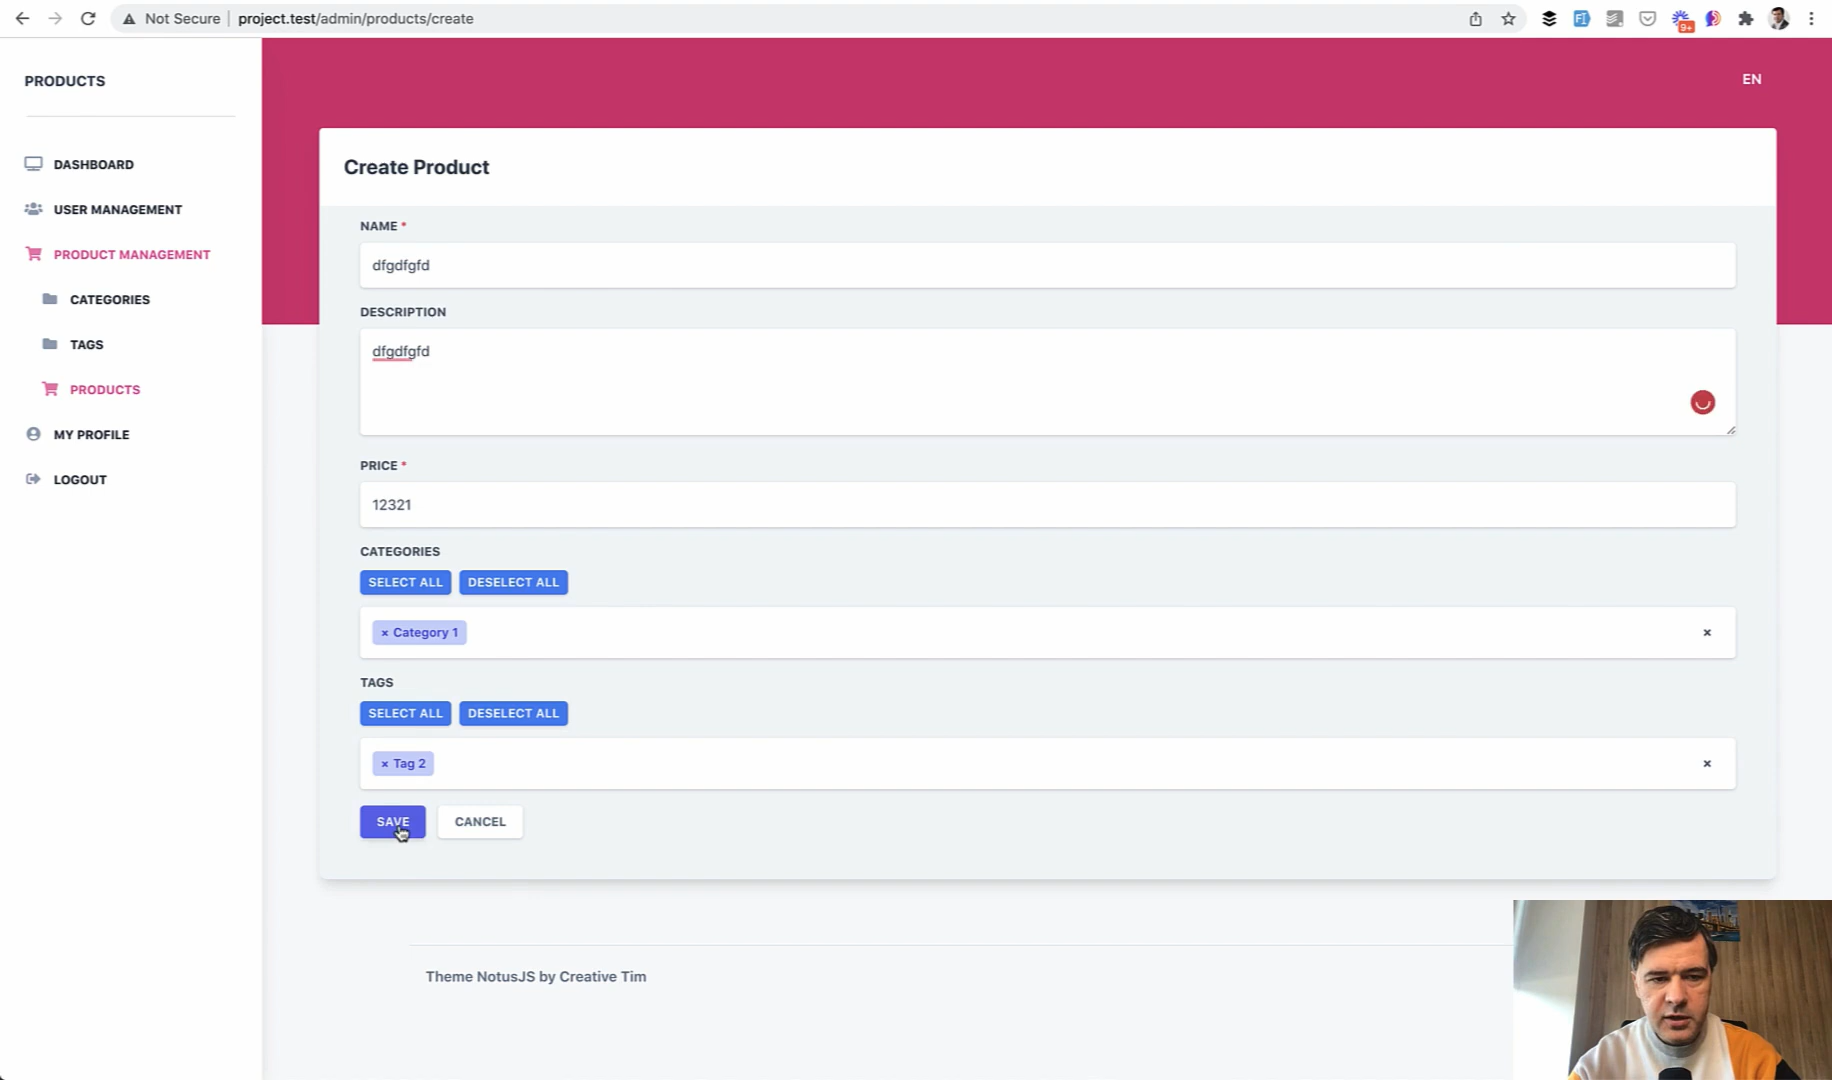 Not Secure project.test/admin/products/create
9+
PRODUCTS
EN
DASHBOARD
USER MANAGEMENT
PRODUCT MANAGEMENT
CATEGORIES
TAGS
PRODUCTS
MY PROFILE
LOGOUT
Create Product
NAME *
dfgdfgfd
DESCRIPTION
dfgdfgfd
PRICE *
12321
CATEGORIES
SELECT ALL DESELECT ALL
× Category 1 ×
TAGS
SELECT ALL DESELECT ALL
× Tag 2 ×
SAVE CANCEL
Theme NotusJS by Creative Tim